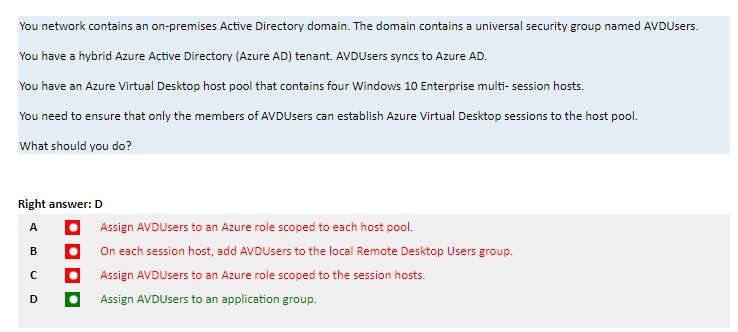 You network contains an on-premises Active Directory domain. The domain contains a universal security group named AVDUsers.
You have a hybrid Azure Active Directory (Azure AD) tenant. AVDUsers syncs to Azure AD.
You have an Azure Virtual Desktop host pool that contains four Windows 10 Enterprise multi- session hosts.
You need to ensure that only the members of AVDUsers can establish Azure Virtual Desktop sessions to the host pool.
What should you do?
Right answer: D
A Assign AVDUsers to an Azure role scoped to each host pool.
B On each session host, add AVDUsers to the local Remote Desktop Users group.
C Assign AVDUsers to an Azure role scoped to the session hosts.
D Assign AVDUsers to an application group.